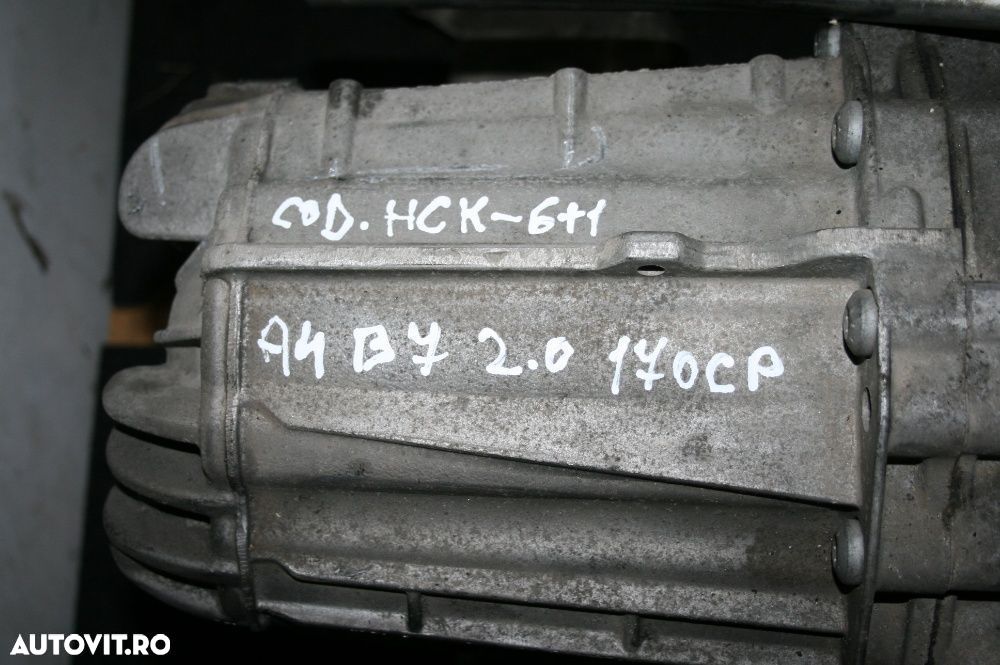 COD. HCK-6+1
A4 B7 2.0 170CP
AUTOVIT.RO